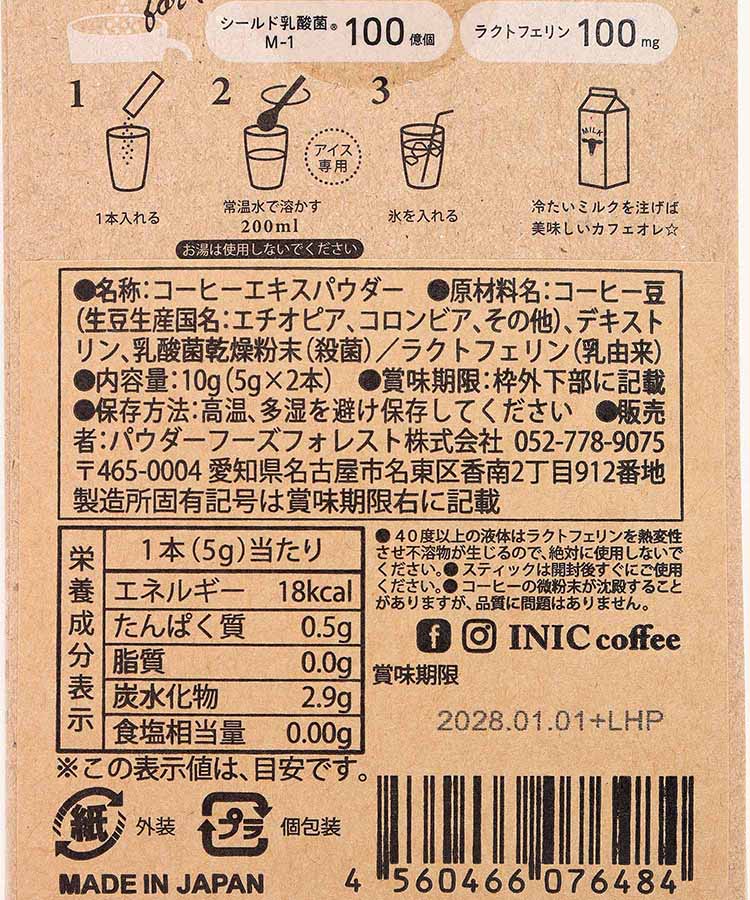 for
シールド乳酸菌®
M-1
100億個
ラクトフェリン 100mg
1
2
3
アイス
専用
MILK
1本入れる
常温水で溶かす
200ml
お湯は使用しないでください
氷を入れる
冷たいミルクを注げば
美味しいカフェオレ☆
●名称：コーヒーエキスパウダー ●原材料名：コーヒー豆
(生豆生産国名：エチオピア、コロンビア、その他)、デキスト
リン、乳酸菌乾燥粉末（殺菌）／ラクトフェリン（乳由来）
●内容量：10g（5g×2本） ●賞味期限：枠外下部に記載
●保存方法：高温、多湿を避け保存してください ●販売
者：パウダーフーズフォレスト株式会社 052-778-9075
〒465-0004 愛知県名古屋市名東区香南2丁目912番地
製造所固有記号は賞味期限右に記載
栄養成分表示
1本（5g）当たり
エネルギー 18kcal
たんぱく質 0.5g
脂質 0.0g
炭水化物 2.9g
食塩相当量 0.00g
※この表示値は、目安です。
● 40度以上の液体はラクトフェリンを熱変性
させ不溶物が生じるので、絶対に使用しないで
ください。● スティックは開封後すぐにご使用
ください。● コーヒーの微粉末が沈殿すること
がありますが、品質に問題はありません。
INIC coffee
賞味期限
2028.01.01+LHP
紙 外装
プラ 個包装
MADE IN JAPAN
4 560466 076484